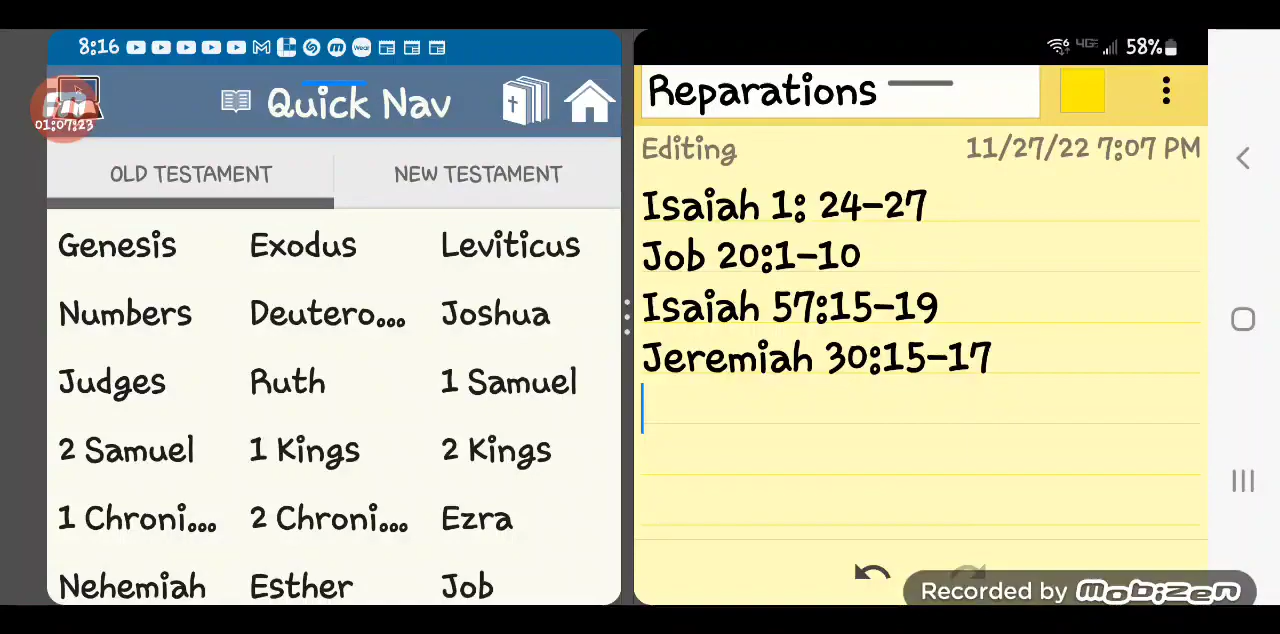 8:16
58%
01:07:23
Quick Nav
OLD TESTAMENT NEW TESTAMENT
Genesis Exodus Leviticus
Numbers Deutero... Joshua
Judges Ruth 1 Samuel
2 Samuel 1 Kings 2 Kings
1 Chroni... 2 Chroni... Ezra
Nehemiah Esther Job
Reparations
Editing 11/27/22 7:07 PM
Isaiah 1: 24-27
Job 20:1-10
Isaiah 57:15-19
Jeremiah 30:15-17
Recorded by Mobizen